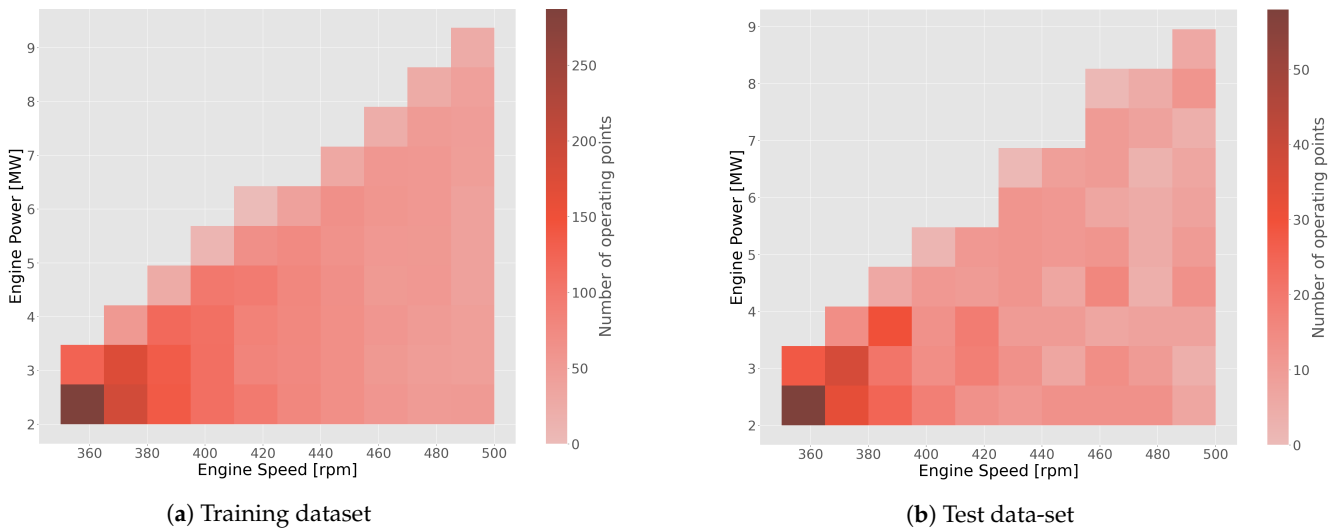 9
8
7
6
5
4
3
2
Engine Power [MW]
360 380 400 420 440 460 480 500
Engine Speed [rpm]
250
200
150
100
50
0
Number of operating points
(a) Training dataset
9
8
7
6
5
4
3
2
Engine Power [MW]
360 380 400 420 440 460 480 500
Engine Speed [rpm]
50
40
30
20
10
0
Number of operating points
(b) Test data-set